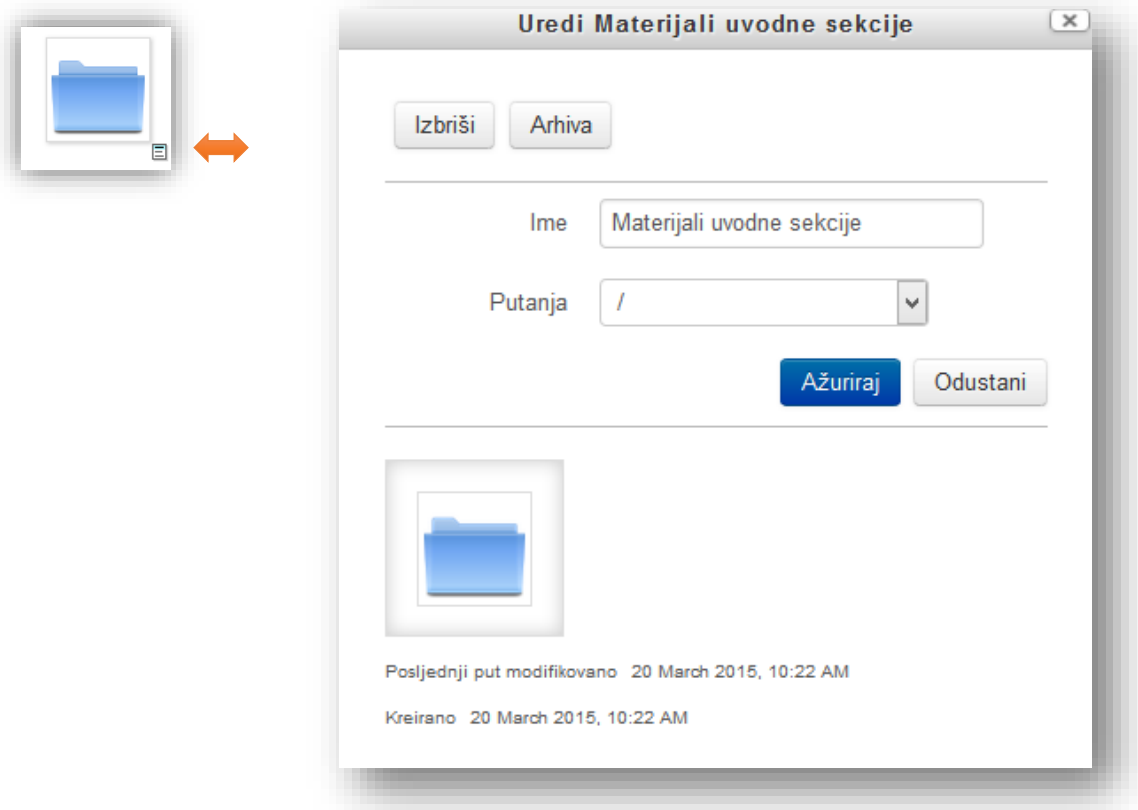 Uredi Materijali uvodne sekcije
Izbriši Arhiva
Ime Materijali uvodne sekcije
Putanja /
Ažuriraj Odustani
Posljednji put modifikovano 20 March 2015, 10:22 AM
Kreirano 20 March 2015, 10:22 AM